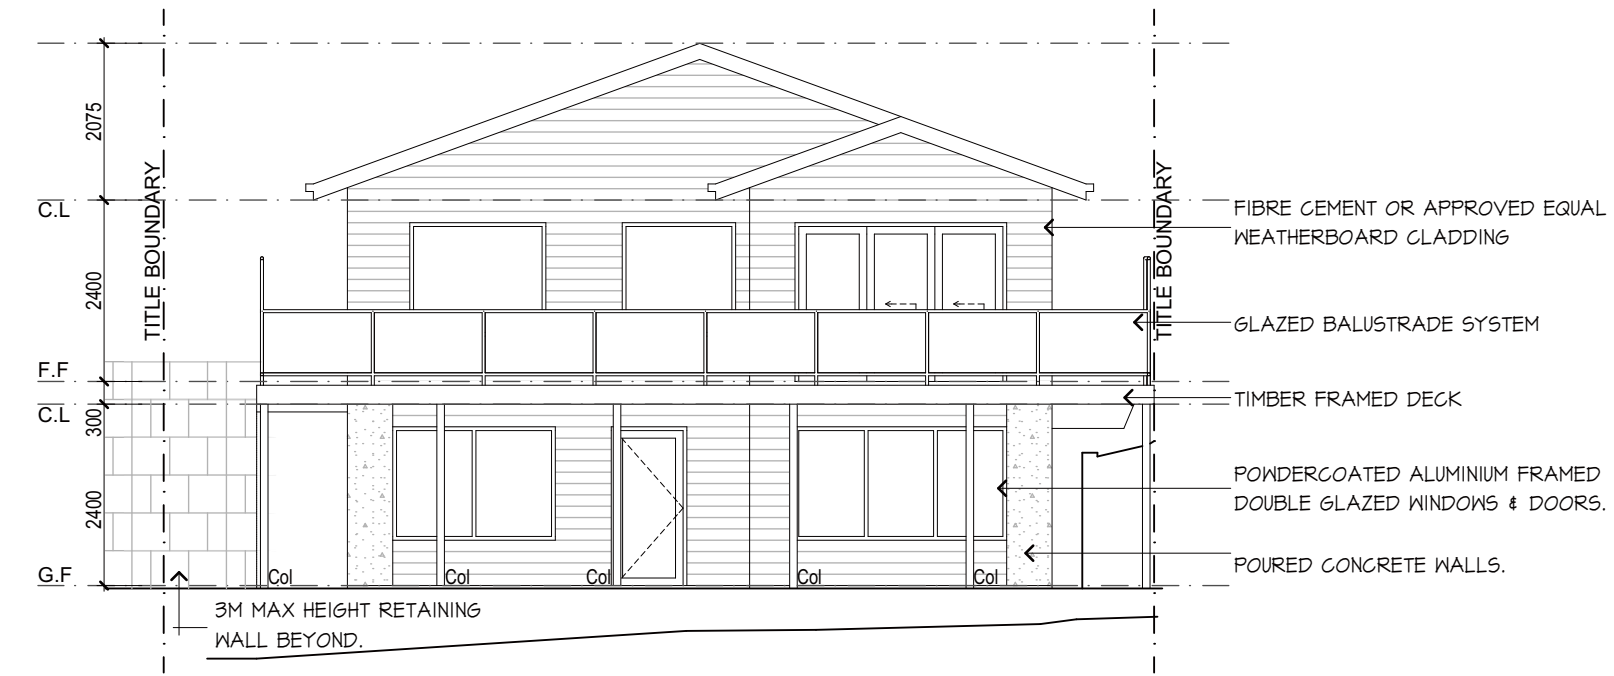 2075
C.L
2400
F.F
C.L
300
2400
G.F
TITLE BOUNDARY
TITLE BOUNDARY
FIBRE CEMENT OR APPROVED EQUAL
WEATHERBOARD CLADDING
GLAZED BALUSTRADE SYSTEM
TIMBER FRAMED DECK
POWDERCOATED ALUMINIUM FRAMED
DOUBLE GLAZED WINDOWS & DOORS.
POURED CONCRETE WALLS.
Col
Col
Col
Col
Col
3M MAX HEIGHT RETAINING
WALL BEYOND.